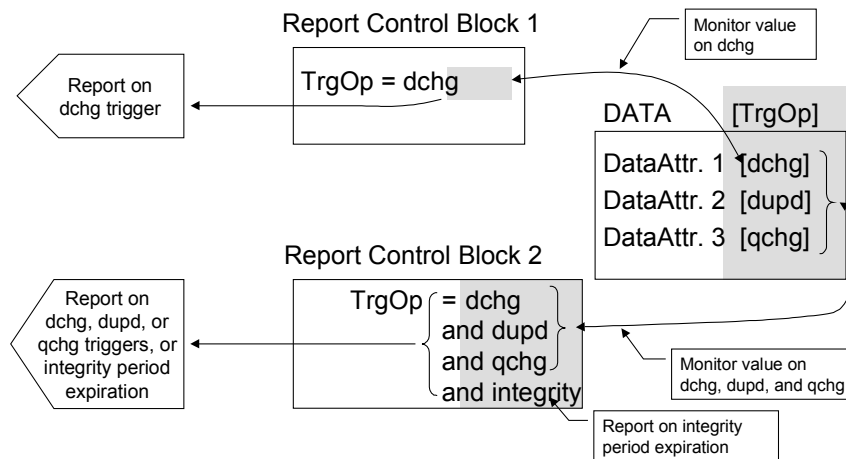 Report Control Block 1
TrgOp = dchg
Report on
dchg trigger
Monitor value
on dchg
DATA [TrgOp]
DataAttr. 1 [dchg]
DataAttr. 2 [dupd]
DataAttr. 3 [qchg]
Report Control Block 2
TrgOp = dchg
and dupd
and qchg
and integrity
Report on
dchg, dupd, or
qchg triggers, or
integrity period
expiration
Monitor value on
dchg, dupd, and qchg
Report on integrity
period expiration